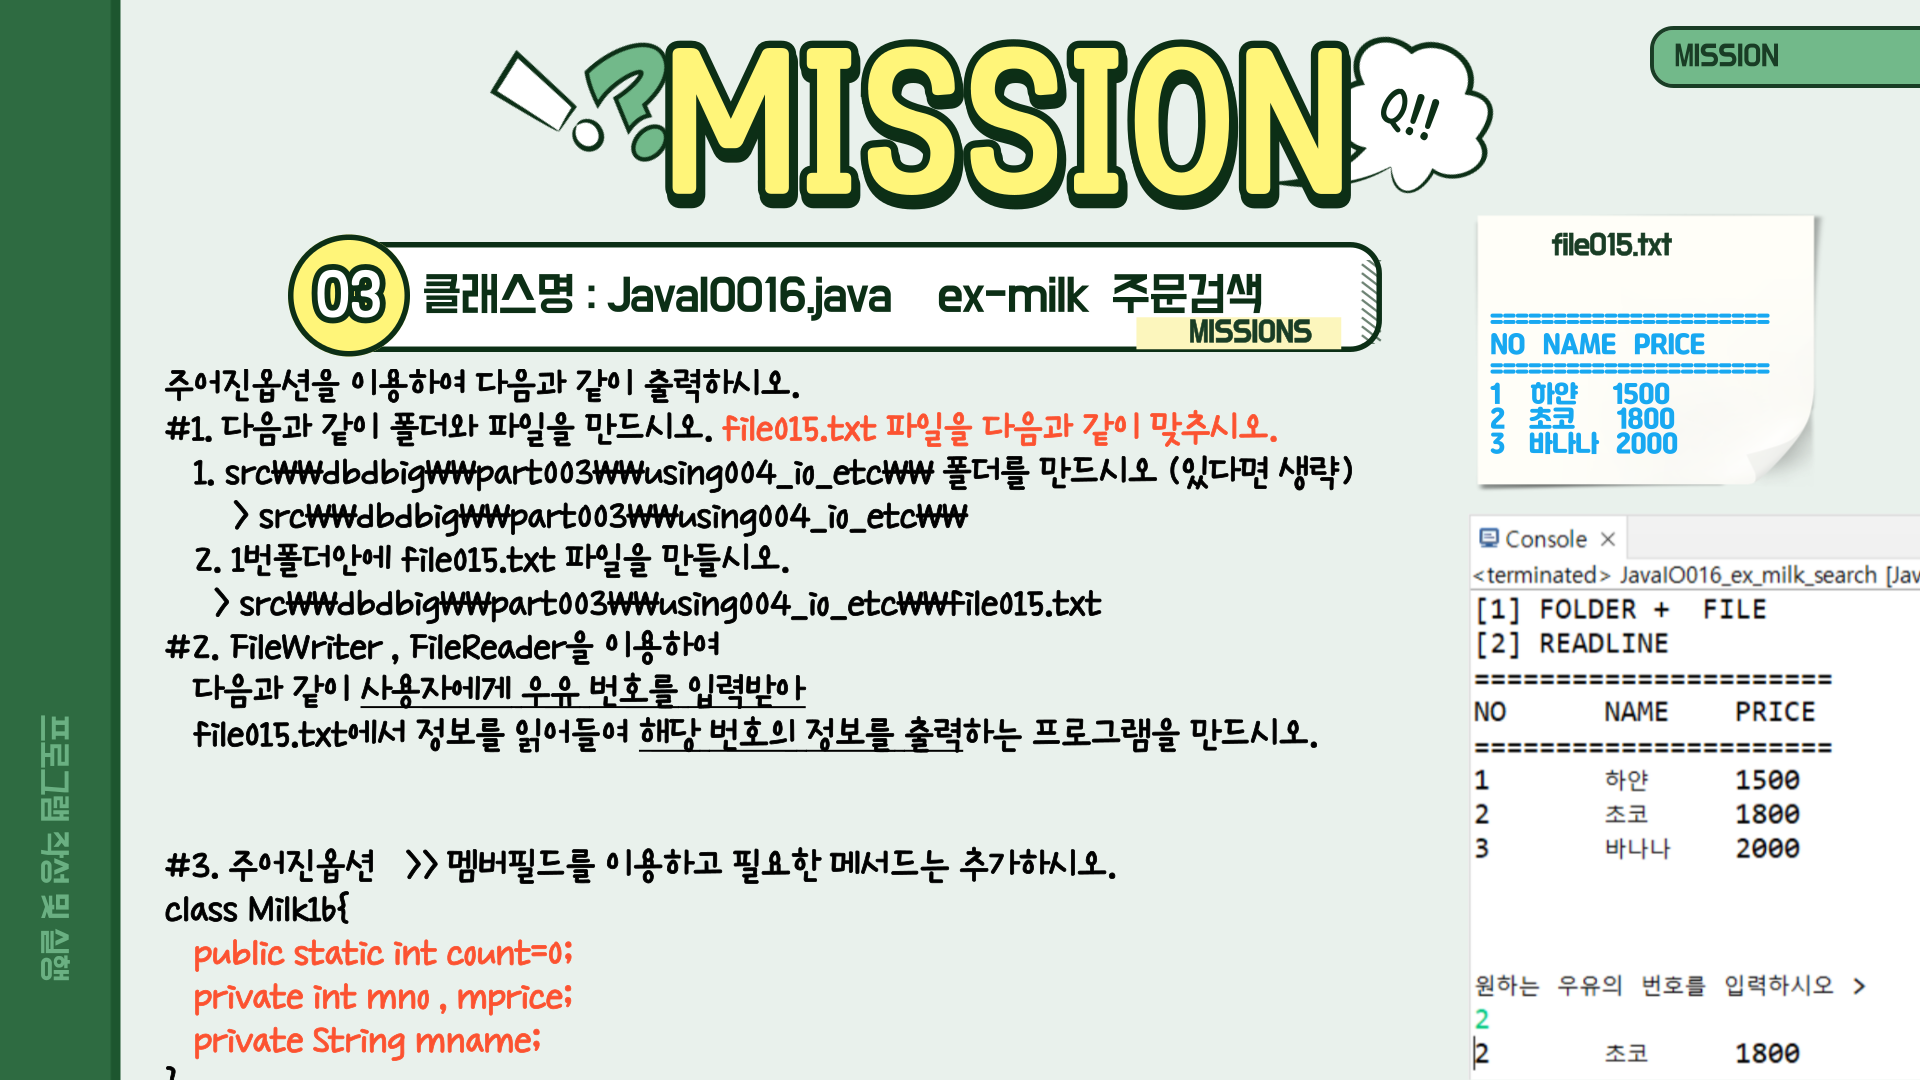 MISSION
MISSION
Q!!
03 클래스명 : JavaIO016.java ex-milk 주문검색
MISSIONS
주어진옵션을 이용하여 다음과 같이 출력하시오.
#1. 다음과 같이 폴더와 파일을 만드시오. file015.txt 파일을 다음과 같이 맞추시오.
1. src₩₩dbdbig₩₩part003₩₩using004_io_etc₩₩ 폴더를 만드시오 (있다면 생략)
> src₩₩dbdbig₩₩part003₩₩using004_io_etc₩₩
2. 1번폴더안에 file015.txt 파일을 만들시오.
> src₩₩dbdbig₩₩part003₩₩using004_io_etc₩₩file015.txt
#2. FileWriter , FileReader을 이용하여
다음과 같이 사용자에게 우유 번호를 입력받아
file015.txt에서 정보를 읽어들여 해당 번호의 정보를 출력하는 프로그램을 만드시오.
#3. 주어진옵션 >> 멤버필드를 이용하고 필요한 메서드는 추가하시오.
class Milk1b{
public static int count=0;
private int mno , mprice;
private String mname;
}
file015.txt
=====================
NO NAME PRICE
=====================
1 하얀 1500
2 초코 1800
3 바나나 2000
Console
<terminated> JavaIO016_ex_milk_search [Jav
[1] FOLDER + FILE
[2] READLINE
======================
NO NAME PRICE
======================
1 하얀 1500
2 초코 1800
3 바나나 2000
원하는 우유의 번호를 입력하시오 >
2
2 초코 1800
프로그램 작성 및 실행